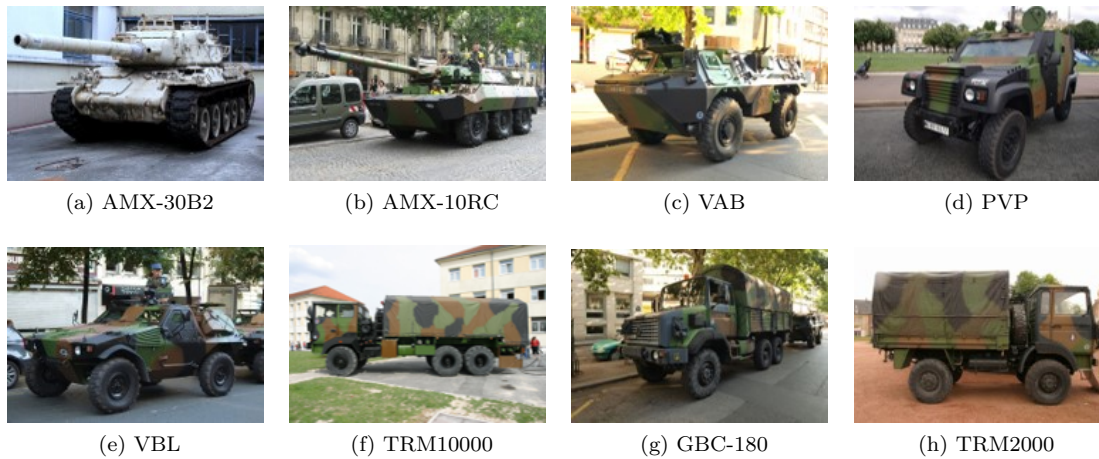 (a) AMX-30B2
(b) AMX-10RC
(c) VAB
(d) PVP
(e) VBL
(f) TRM10000
(g) GBC-180
(h) TRM2000